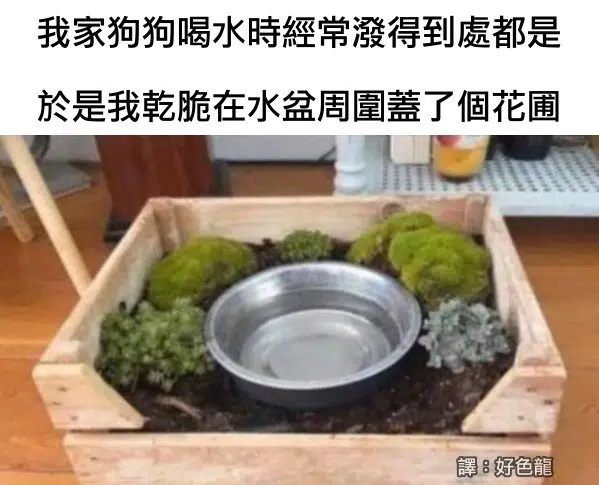 我家狗狗喝水時經常潑得到處都是
於是我乾脆在水盆周圍蓋了個花圃
譯：好色龍